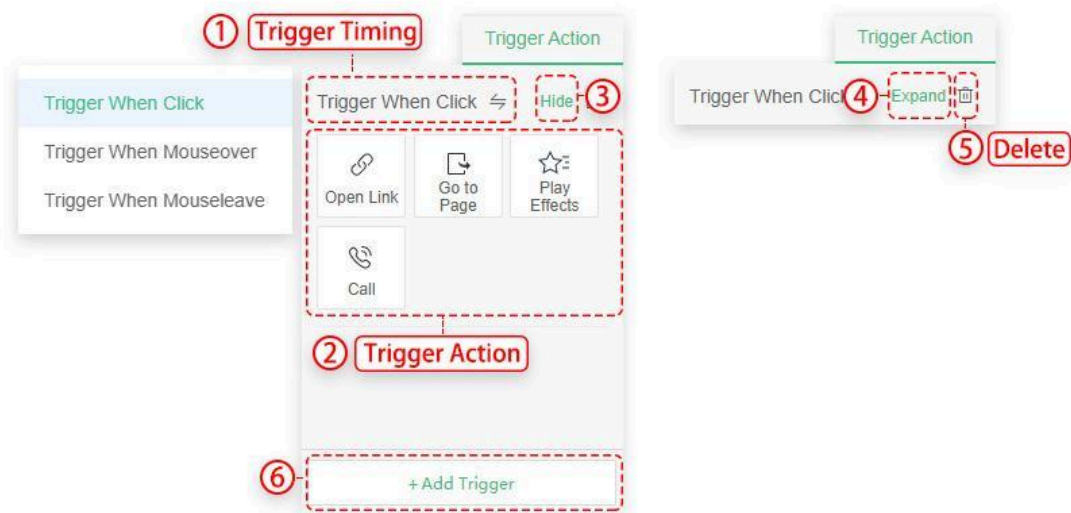 ① Trigger Timing
Trigger Action
Trigger When Click
Trigger When Mouseover
Trigger When Mouseleave
Trigger When Click
Hide
③
Open Link
Go to
Page
Play
Effects
Call
② Trigger Action
⑥
+ Add Trigger
Trigger Action
Trigger When Clic
④
Expand
⑤ Delete